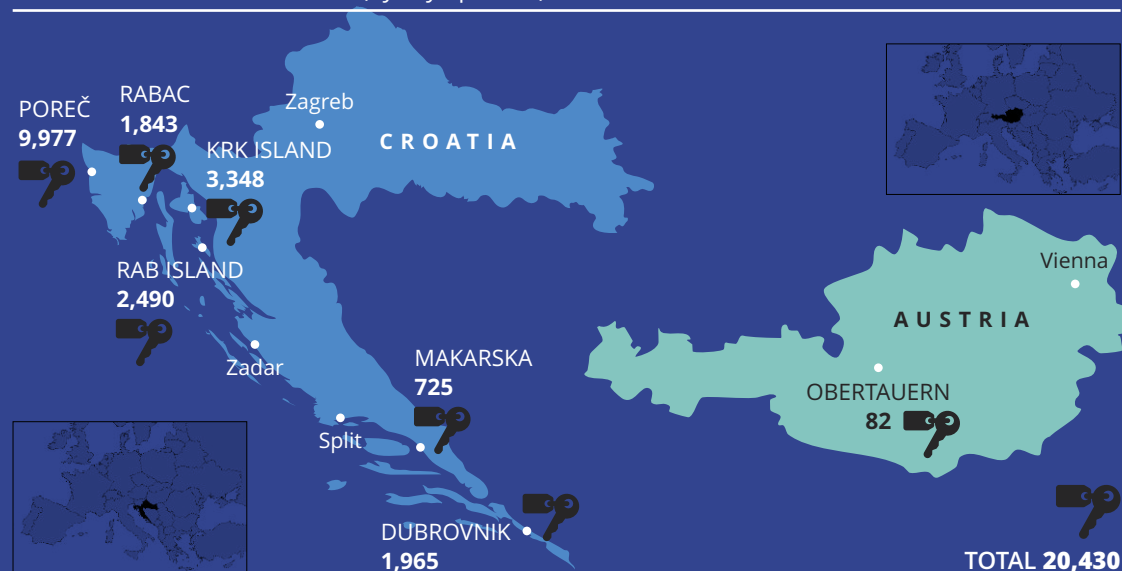 POREČ
9,977
RABAC
1,843
KRK ISLAND
3,348
Zagreb
CROATIA
RAB ISLAND
2,490
Zadar
Split
MAKARSKA
725
DUBROVNIK
1,965
Vienna
AUSTRIA
OBERTAUERN
82
TOTAL 20,430